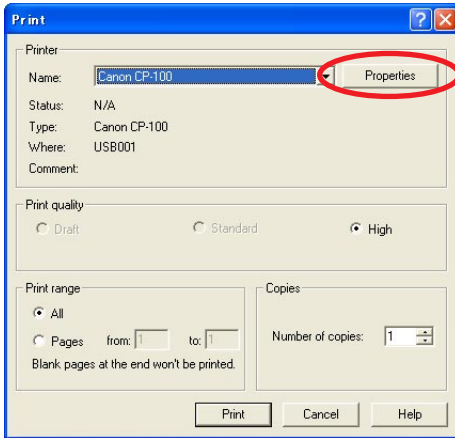 Print
Printer
Name: Canon CP-100 Properties
Status: N/A
Type: Canon CP-100
Where: USB001
Comment:
Print quality
Draft Standard High
Print range
All
Pages from: 1 to: 1
Blank pages at the end won't be printed.
Copies
Number of copies: 1
Print Cancel Help